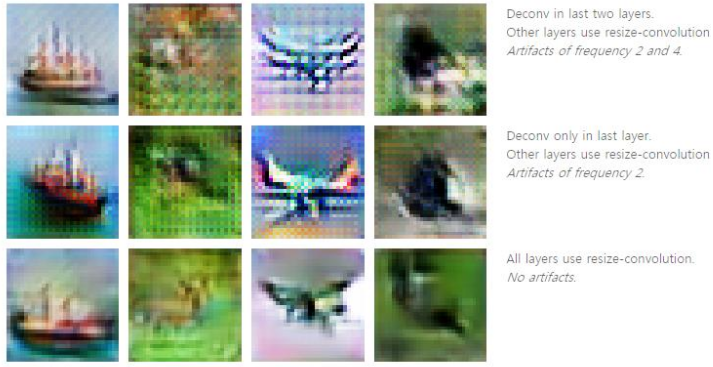 Deconv in last two layers.
Other layers use resize-convolution
Artifacts of frequency 2 and 4.
Deconv only in last layer.
Other layers use resize-convolution
Artifacts of frequency 2.
All layers use resize-convolution.
No artifacts.